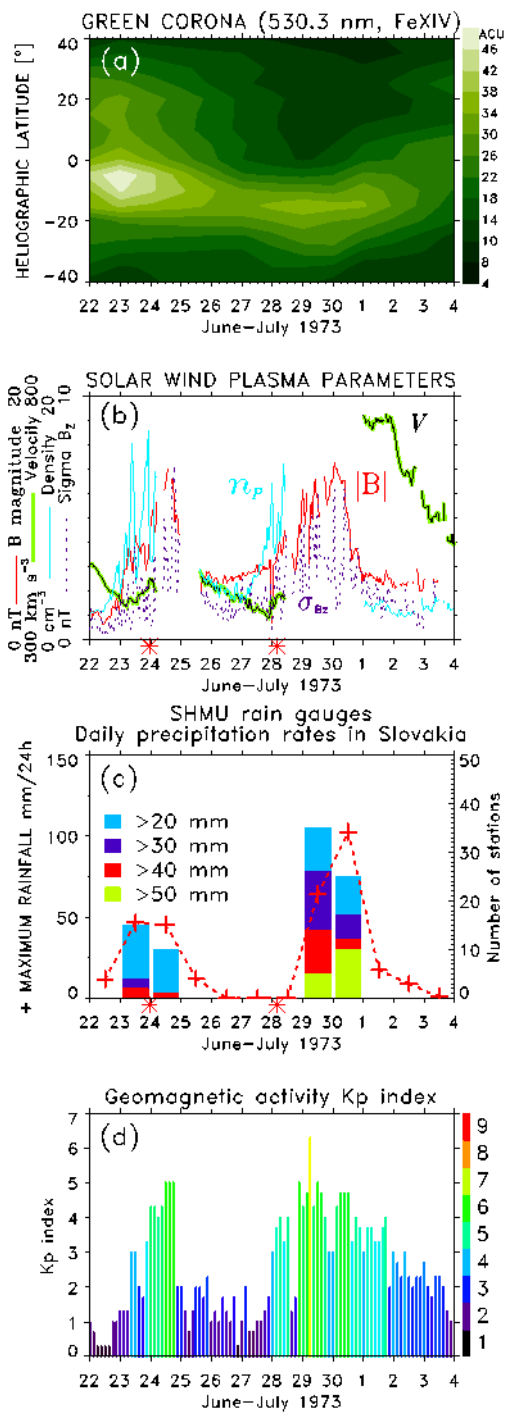 GREEN CORONA (530.3 nm, FeXIV)
ACU
(a)
HELIOGRAPHIC LATITUDE [°]
40
20
0
−20
−40
46
42
38
34
30
26
22
18
14
10
8
4
22 23 24 25 26 27 28 29 30 1 2 3 4
June−July 1973
SOLAR WIND PLASMA PARAMETERS
(b)
0 nT B magnitude 20
300 km s⁻¹ Velocity 800
0 cm⁻³ Density 20
0 nT Sigma Bz 10
n_P
|B|
V
σ_Bz
22 23 24 25 26 27 28 29 30 1 2 3 4
June−July 1973
SHMU rain gauges
Daily precipitation rates in Slovakia
(c)
+ MAXIMUM RAINFALL mm/24h
150
100
50
0
>20 mm
>30 mm
>40 mm
>50 mm
50
40
30
20
10
0
Number of stations
22 23 24 25 26 27 28 29 30 1 2 3 4
June−July 1973
Geomagnetic activity Kp index
(d)
Kp index
7
6
5
4
3
2
1
0
9
8
7
6
5
4
3
2
1
22 23 24 25 26 27 28 29 30 1 2 3 4
June−July 1973